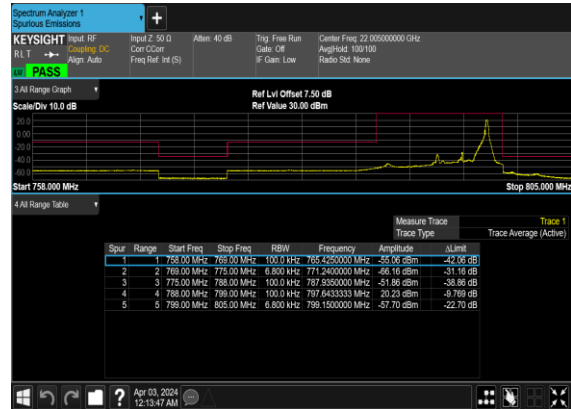 Spectrum Analyzer 1
Spurious Emissions
+
KEYSIGHT Input: RF Input Z: 50 Ω Atten: 40 dB Trig: Free Run Center Freq: 22.005000000 GHz
RLT Coupling: DC Corr CCorr Gate: Off Avg|Hold: 100/100
Align: Auto Freq Ref: Int (S) IF Gain: Low Radio Std: None
PASS
3 All Range Graph
Ref Lvl Offset 7.50 dB
Scale/Div 10.0 dB Ref Value 30.00 dBm
20.0
0.00
-20.0
-40.0
-60.0
Start 758.000 MHz Stop 805.000 MHz
4 All Range Table
Measure Trace Trace 1
Trace Type Trace Average (Active)
Spur Range Start Freq Stop Freq RBW Frequency Amplitude ΔLimit
1 1 758.00 MHz 769.00 MHz 100.0 kHz 765.4250000 MHz -55.06 dBm -42.06 dB
2 2 769.00 MHz 775.00 MHz 6.800 kHz 771.2400000 MHz -66.16 dBm -31.16 dB
3 3 775.00 MHz 788.00 MHz 100.0 kHz 787.9350000 MHz -51.86 dBm -38.86 dB
4 4 788.00 MHz 799.00 MHz 100.0 kHz 797.6433333 MHz 20.23 dBm -9.769 dB
5 5 799.00 MHz 805.00 MHz 6.800 kHz 799.1500000 MHz -57.70 dBm -22.70 dB
? Apr 03, 2024
12:13:47 AM